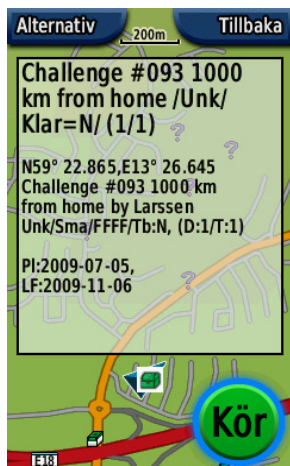 Alternativ
200m
Tillbaka
Challenge #093 1000
km from home /Unk/
Klar=N/ (1/1)
N59° 22.865,E13° 26.645
Challenge #093 1000 km
from home by Larssen
Unk/Sma/FFFF/Tb:N, (D:1/T:1)
Pl:2009-07-05,
LF:2009-11-06
Kör
E18